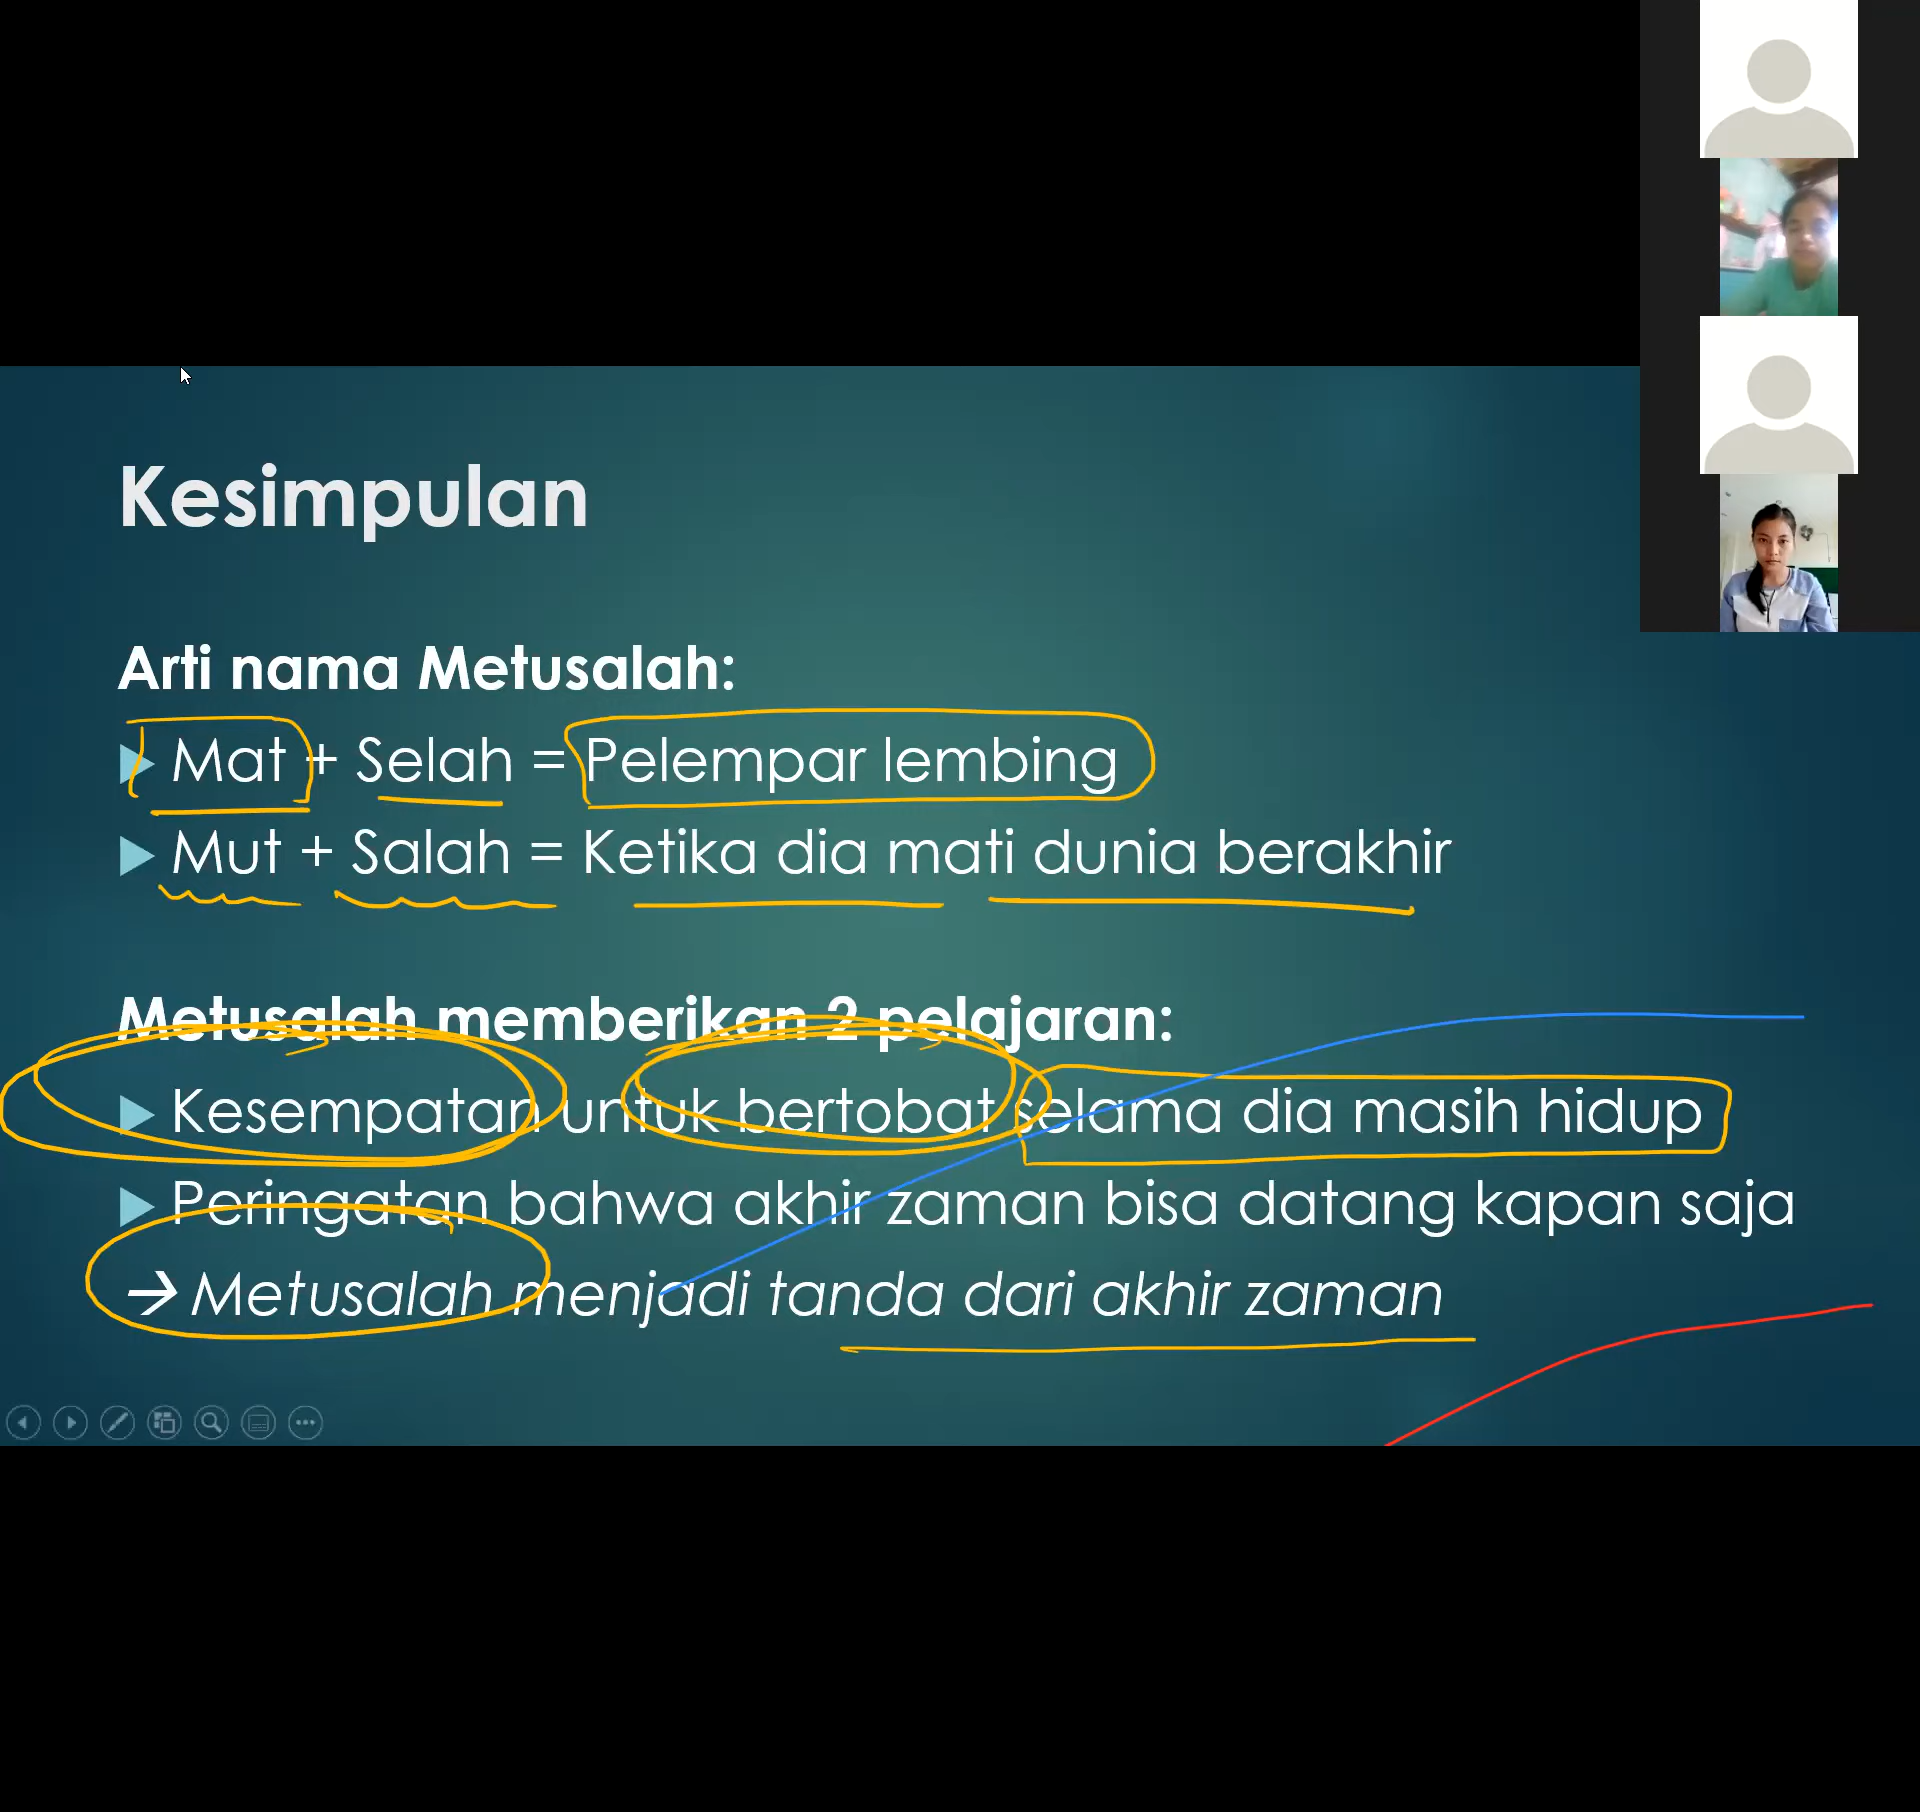 Kesimpulan
Arti nama Metusalah:
Mat + Selah = Pelempar lembing
Mut + Salah = Ketika dia mati dunia berakhir
Metusalah memberikan 2 pelajaran:
Kesempatan untuk bertobat selama dia masih hidup
Peringatan bahwa akhir zaman bisa datang kapan saja
→ Metusalah menjadi tanda dari akhir zaman